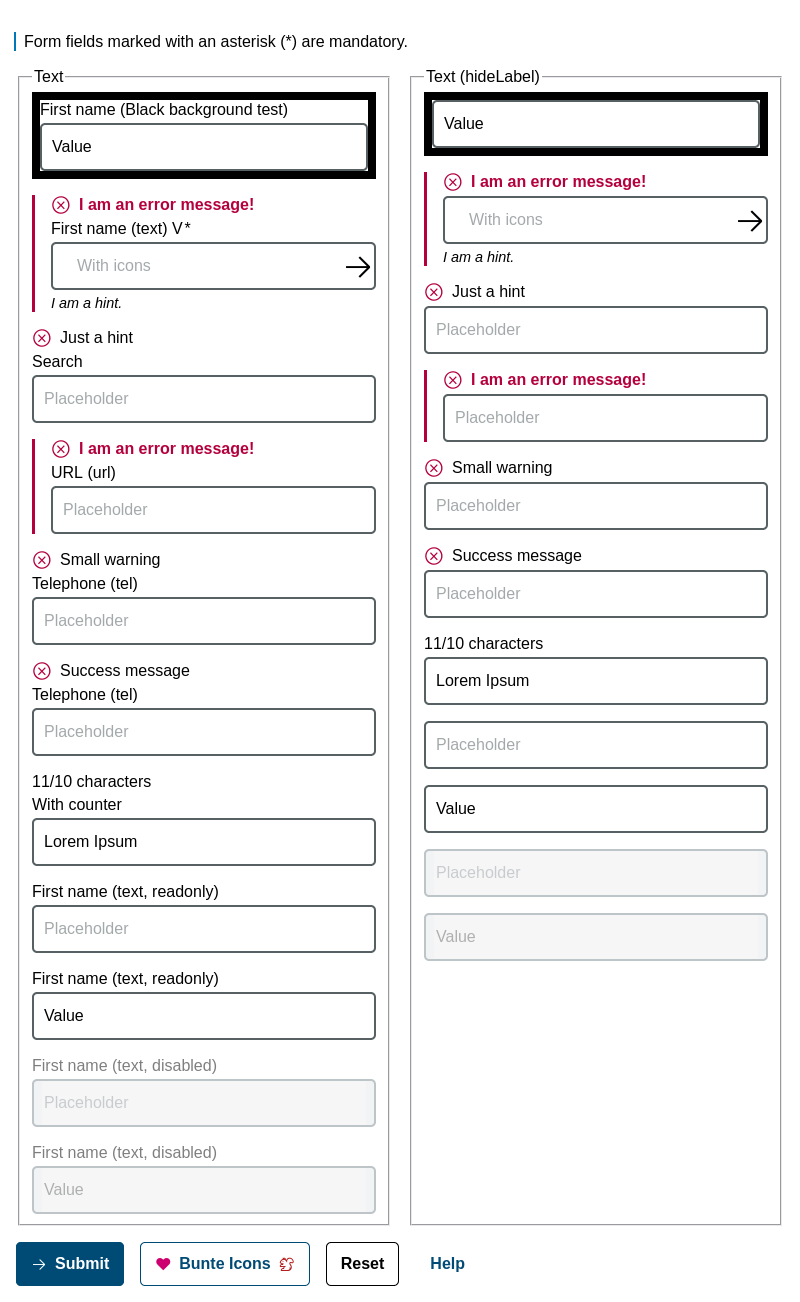 Form fields marked with an asterisk (*) are mandatory.
Text
First name (Black background test)
Value
I am an error message!
First name (text) V*
With icons
I am a hint.
Just a hint
Search
Placeholder
I am an error message!
URL (url)
Placeholder
Small warning
Telephone (tel)
Placeholder
Success message
Telephone (tel)
Placeholder
11/10 characters
With counter
Lorem Ipsum
First name (text, readonly)
Placeholder
First name (text, readonly)
Value
First name (text, disabled)
Placeholder
First name (text, disabled)
Value
Text (hideLabel)
Value
I am an error message!
With icons
I am a hint.
Just a hint
Placeholder
I am an error message!
Placeholder
Small warning
Placeholder
Success message
Placeholder
11/10 characters
Lorem Ipsum
Placeholder
Value
Placeholder
Value
Submit
Bunte Icons
Reset
Help